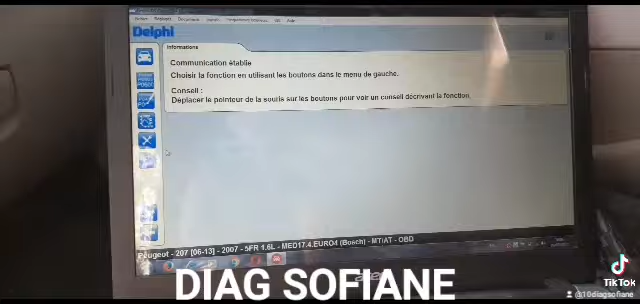 Delphi
Informations
Communication établie
Choisir la fonction en utilisant les boutons dans le menu de gauche.
Conseil :
Déplacer le pointeur de la souris sur les boutons pour voir un conseil décrivant la fonction.
Peugeot - 207 [06-13] - 2007 - 5FR 1.6L - MED17.4.EURO4 (Bosch) - MT/AT - OBD
DIAG SOFIANE
TikTok
@10diagsofiane